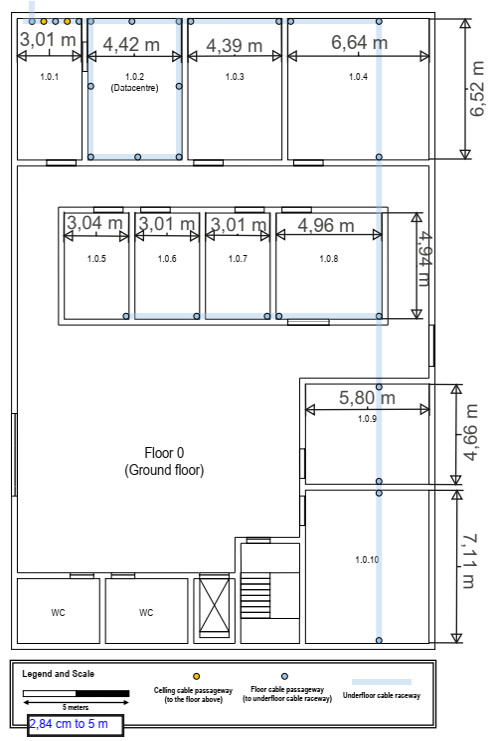 3,01 m
4,42 m
4,39 m
6,64 m
1.0.1
1.0.2
(Datacentre)
1.0.3
1.0.4
6,52 m
3,04 m
3,01 m
3,01 m
4,96 m
1.0.5
1.0.6
1.0.7
1.0.8
4,94 m
5,80 m
1.0.9
4,66 m
Floor 0
(Ground floor)
1.0.10
7,11 m
WC
WC
Legend and Scale
5 meters
2,84 cm to 5 m
Celling cable passageway
(to the floor above)
Floor cable passageway
(to underfloor cable raceway)
Underfloor cable raceway